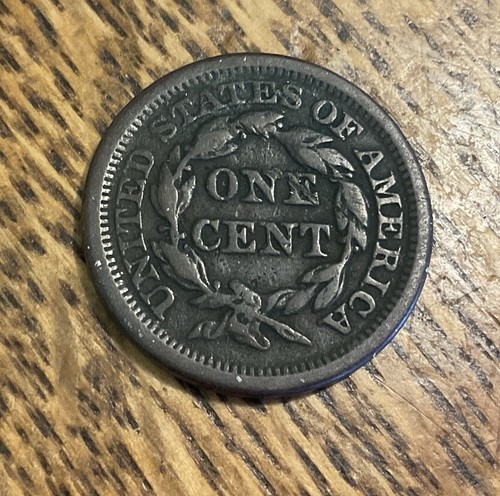 UNITED STATES OF AMERICA
ONE
CENT